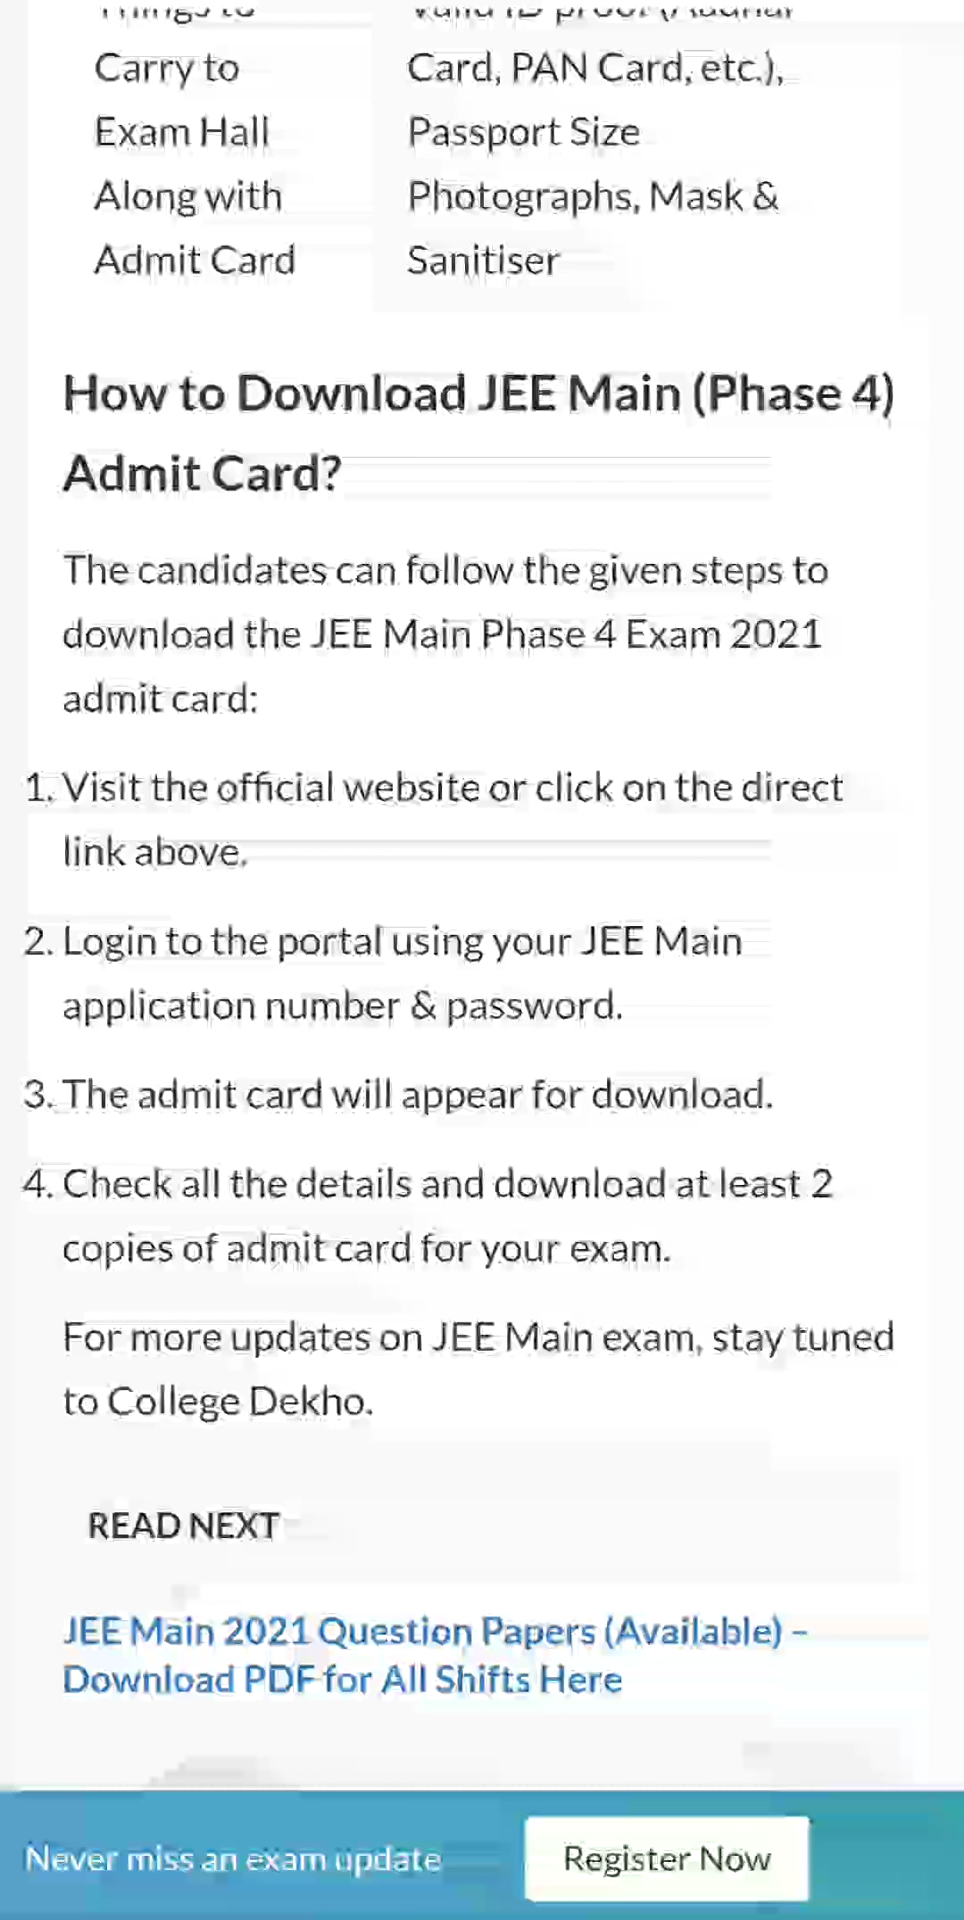 Things to
Carry to
Exam Hall
Along with
Admit Card
Valid ID proof (Aadhar
Card, PAN Card, etc.),
Passport Size
Photographs, Mask &
Sanitiser
How to Download JEE Main (Phase 4)
Admit Card?
The candidates can follow the given steps to
download the JEE Main Phase 4 Exam 2021
admit card:
1. Visit the official website or click on the direct
link above.
2. Login to the portal using your JEE Main
application number & password.
3. The admit card will appear for download.
4. Check all the details and download at least 2
copies of admit card for your exam.
For more updates on JEE Main exam, stay tuned
to College Dekho.
READ NEXT
JEE Main 2021 Question Papers (Available) –
Download PDF for All Shifts Here
Never miss an exam update
Register Now